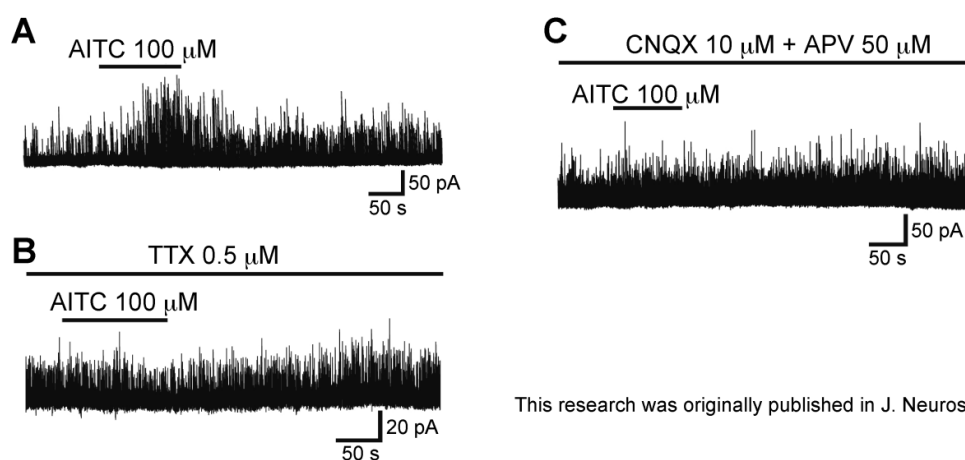 A
AITC 100 μM
50 pA
50 s
B
TTX 0.5 μM
AITC 100 μM
20 pA
50 s
C
CNQX 10 μM + APV 50 μM
AITC 100 μM
50 pA
50 s
This research was originally published in J. Neuros